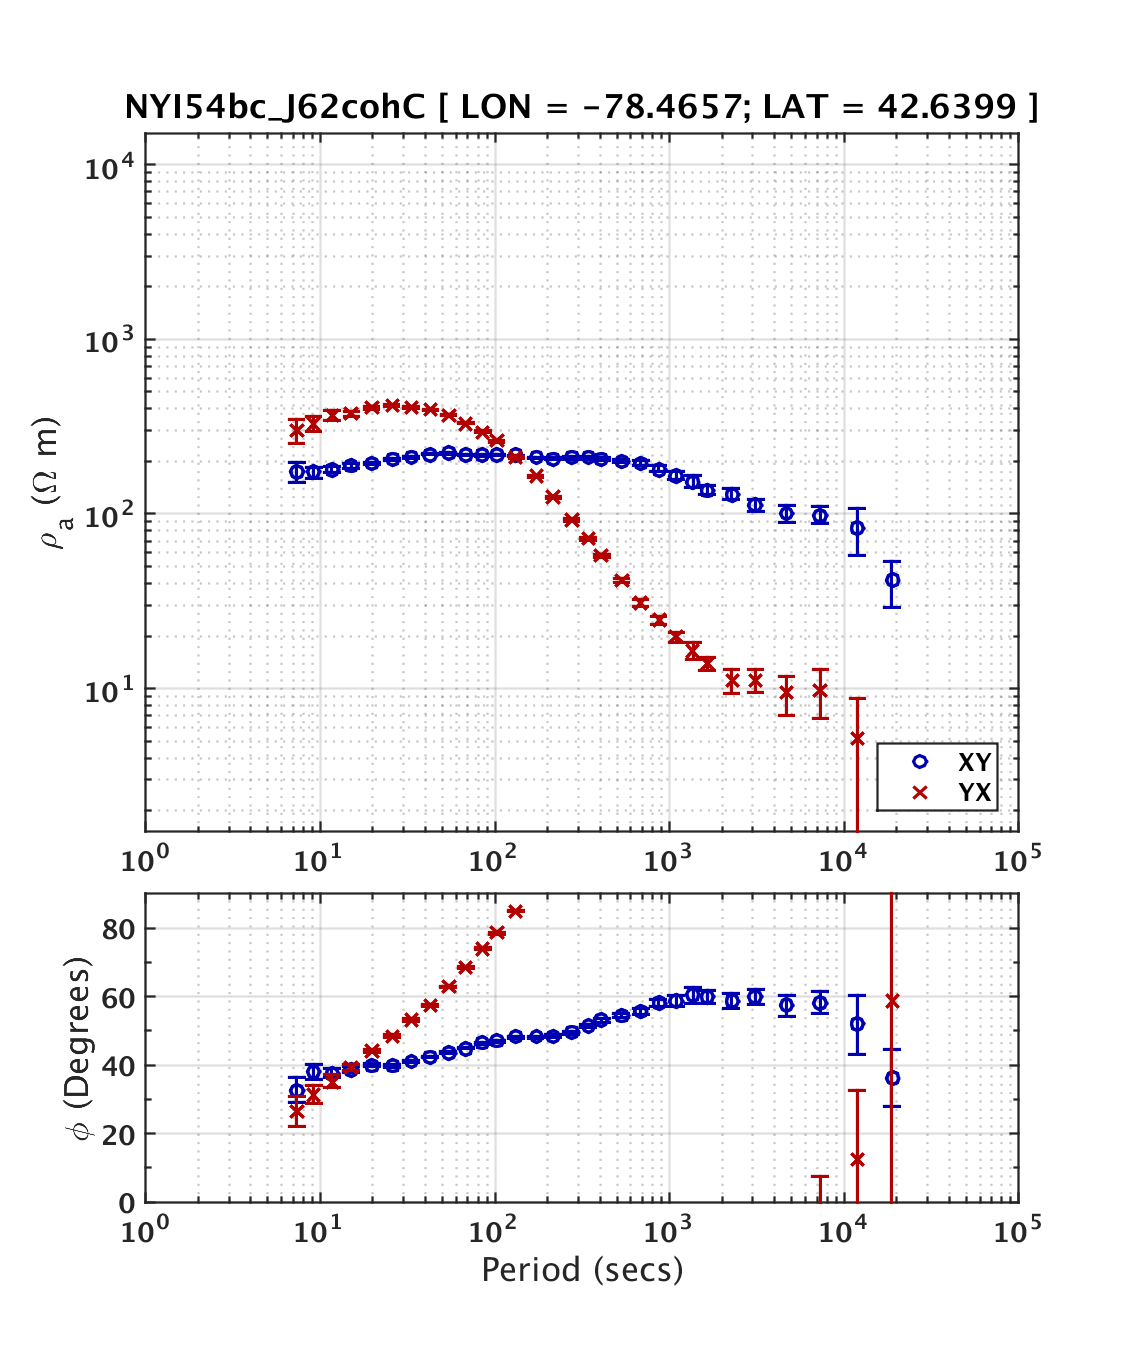 NYI54bc_J62cohC [ LON = -78.4657; LAT = 42.6399 ]
10^4
10^3
10^2
10^1
ρ_a (Ω m)
XY
YX
10^0 10^1 10^2 10^3 10^4 10^5
80
60
40
20
0
ϕ (Degrees)
10^0 10^1 10^2 10^3 10^4 10^5
Period (secs)